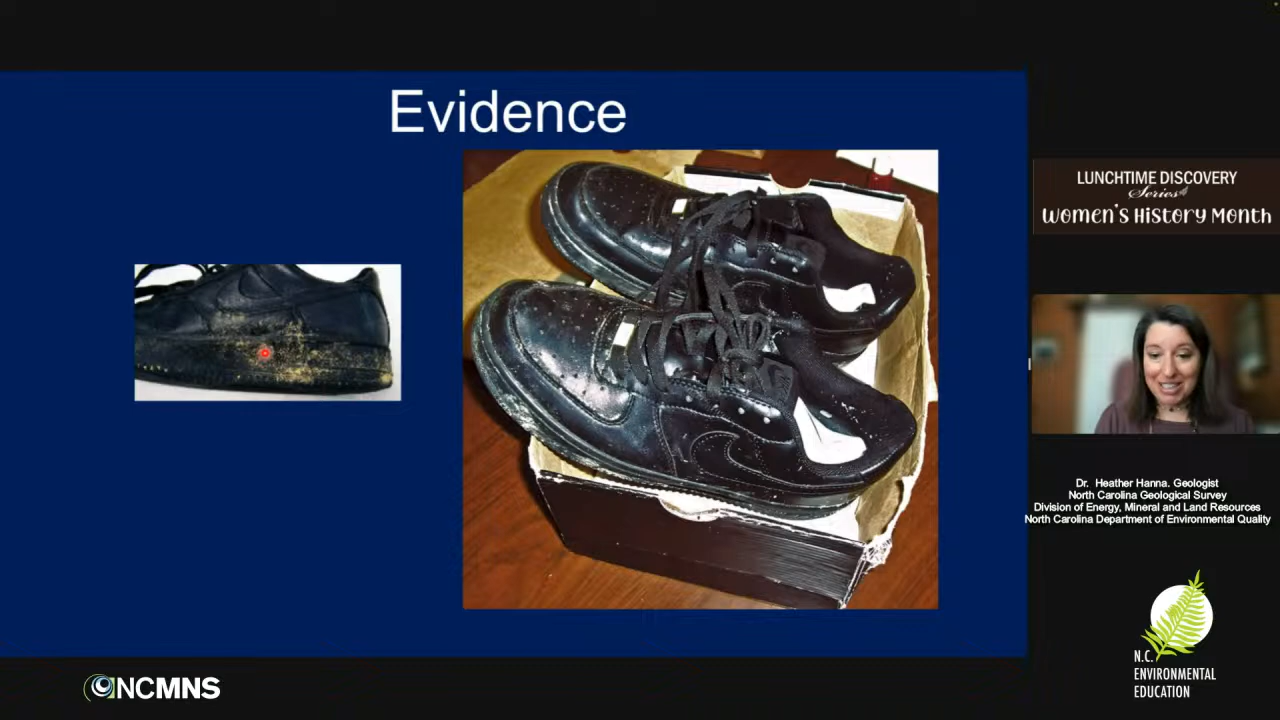 Evidence
LUNCHTIME DISCOVERY
Series
Women's History Month
Dr. Heather Hanna. Geologist
North Carolina Geological Survey
Division of Energy, Mineral and Land Resources
North Carolina Department of Environmental Quality
NCMNS
N.C.
ENVIRONMENTAL
EDUCATION